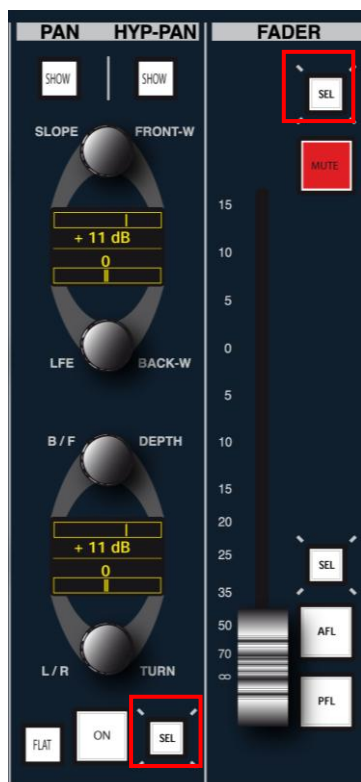 PAN HYP-PAN
SHOW SHOW
SLOPE FRONT-W
+ 11 dB
0
LFE BACK-W
B / F DEPTH
+ 11 dB
0
L / R TURN
FLAT ON SEL
FADER
SEL
MUTE
15
10
5
0
5
10
15
20
25
SEL
35
50
AFL
70
∞
PFL